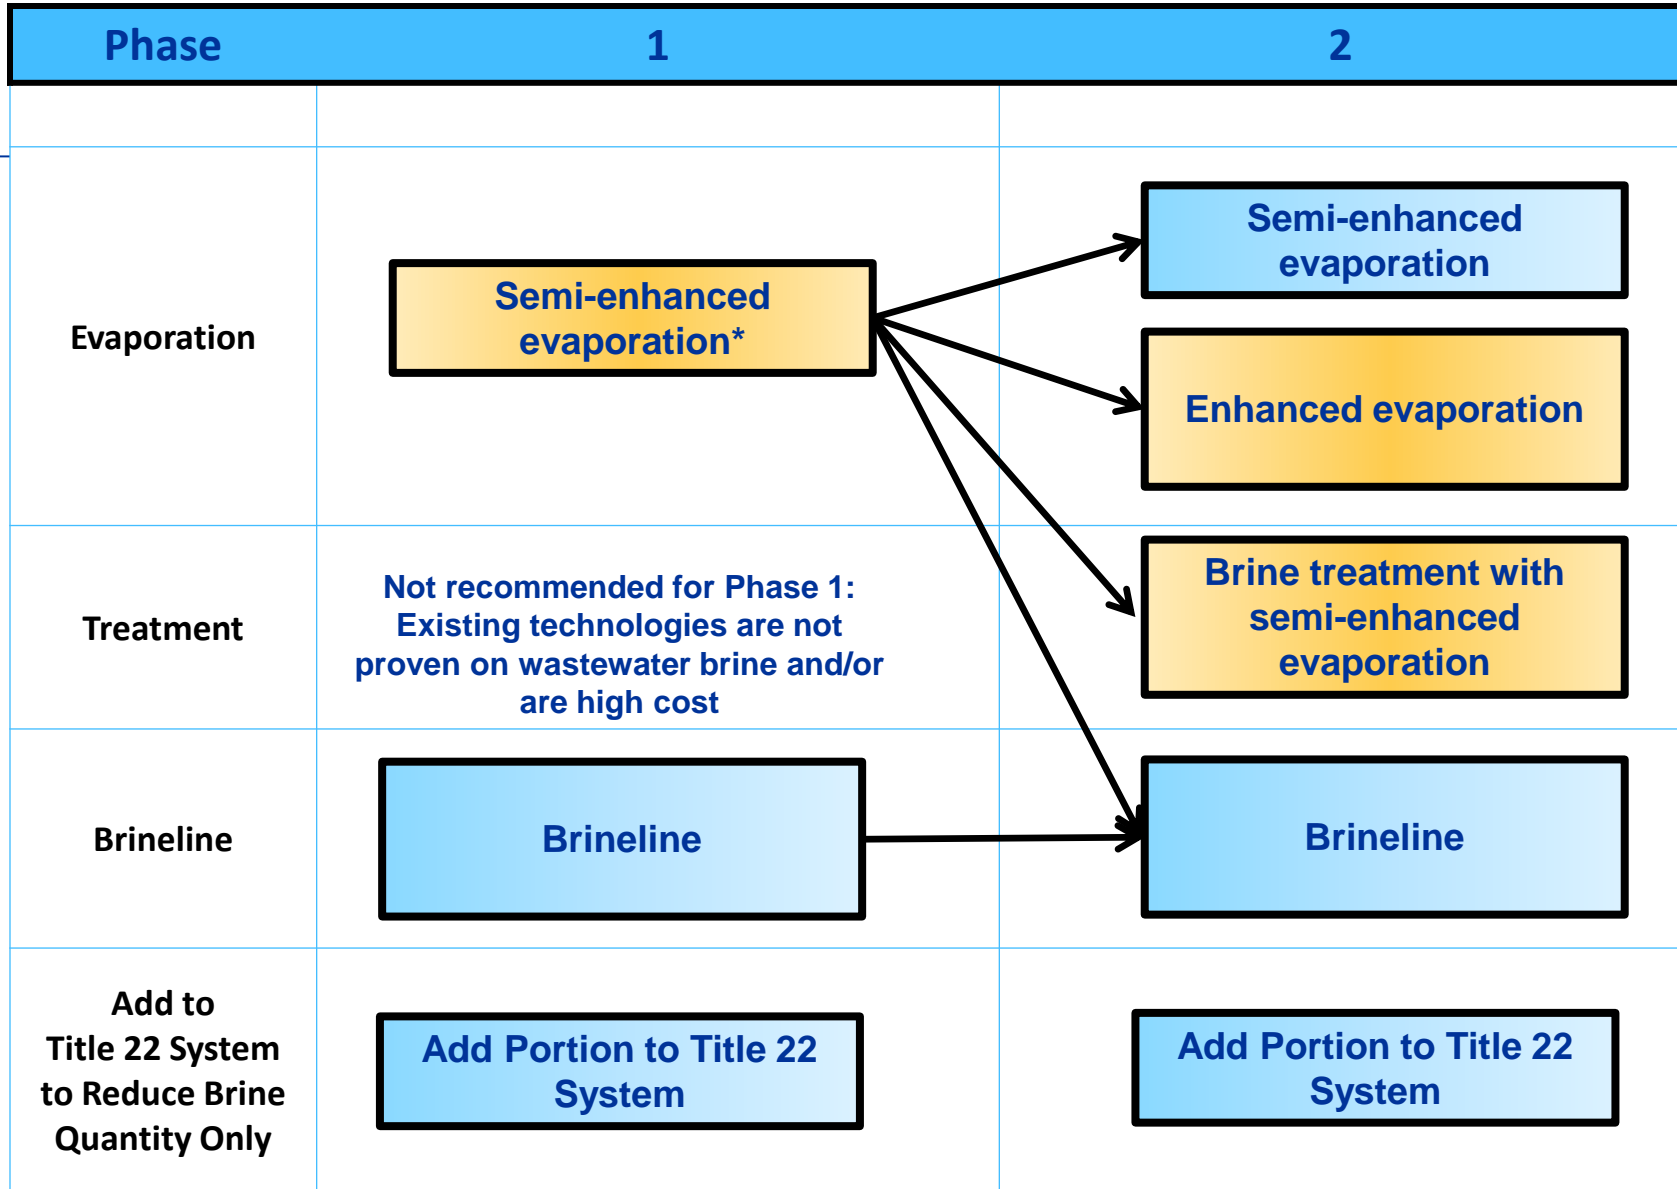 Phase 1 2
Evaporation
Semi-enhanced
evaporation*
Semi-enhanced
evaporation
Enhanced evaporation
Treatment
Not recommended for Phase 1:
Existing technologies are not
proven on wastewater brine and/or
are high cost
Brine treatment with
semi-enhanced
evaporation
Brineline
Brineline
Brineline
Add to
Title 22 System
to Reduce Brine
Quantity Only
Add Portion to Title 22
System
Add Portion to Title 22
System